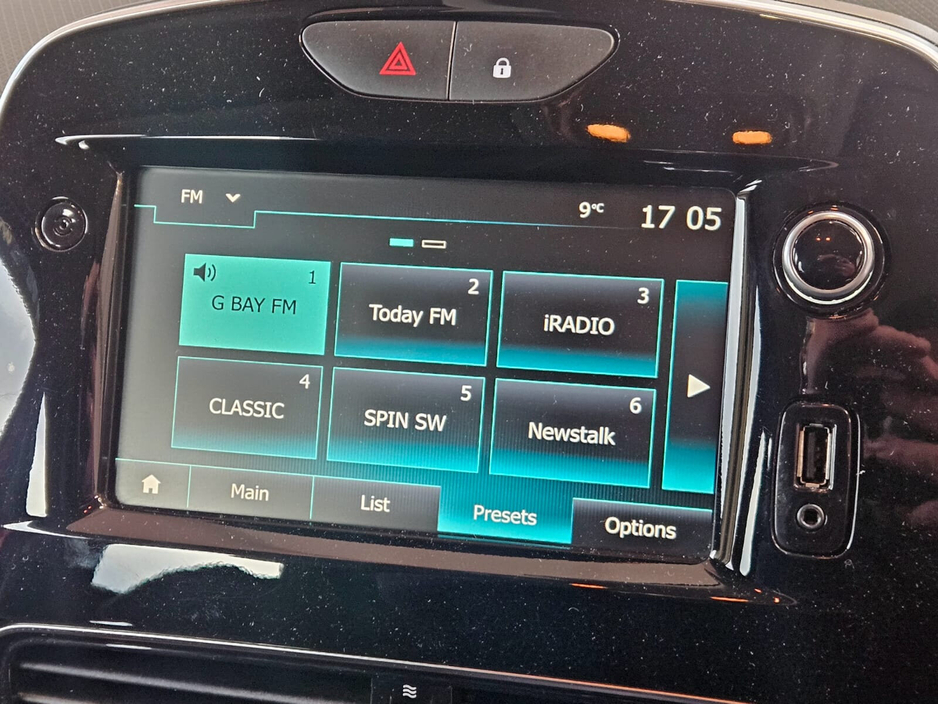 FM
9°C
17 05
1
G BAY FM
2
Today FM
3
iRADIO
4
CLASSIC
5
SPIN SW
6
Newstalk
Main
List
Presets
Options